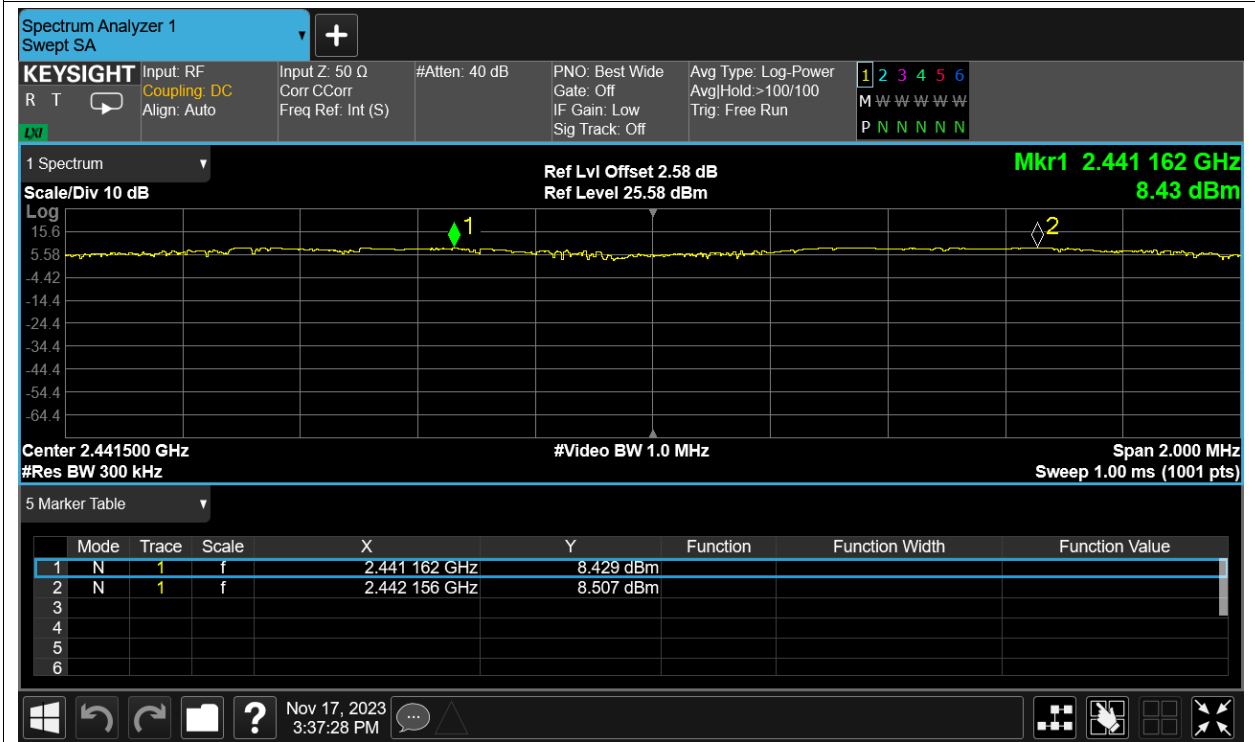 Spectrum Analyzer 1
Swept SA
KEYSIGHT Input: RF Input Z: 50 Ω #Atten: 40 dB PNO: Best Wide Avg Type: Log-Power 1 2 3 4 5 6
R T Coupling: DC Corr CCorr Gate: Off Avg|Hold:>100/100 M W W W W W
Align: Auto Freq Ref: Int (S) IF Gain: Low Trig: Free Run
LXI Sig Track: Off P N N N N N
1 Spectrum Ref Lvl Offset 2.58 dB Mkr1 2.441 162 GHz
Scale/Div 10 dB Ref Level 25.58 dBm 8.43 dBm
Log
15.6
5.58
-4.42
-14.4
-24.4
-34.4
-44.4
-54.4
-64.4
1
2
Center 2.441500 GHz #Video BW 1.0 MHz Span 2.000 MHz
#Res BW 300 kHz Sweep 1.00 ms (1001 pts)
5 Marker Table
Mode Trace Scale X Y Function Function Width Function Value
1 N 1 f 2.441 162 GHz 8.429 dBm
2 N 1 f 2.442 156 GHz 8.507 dBm
3
4
5
6
? Nov 17, 2023
3:37:28 PM